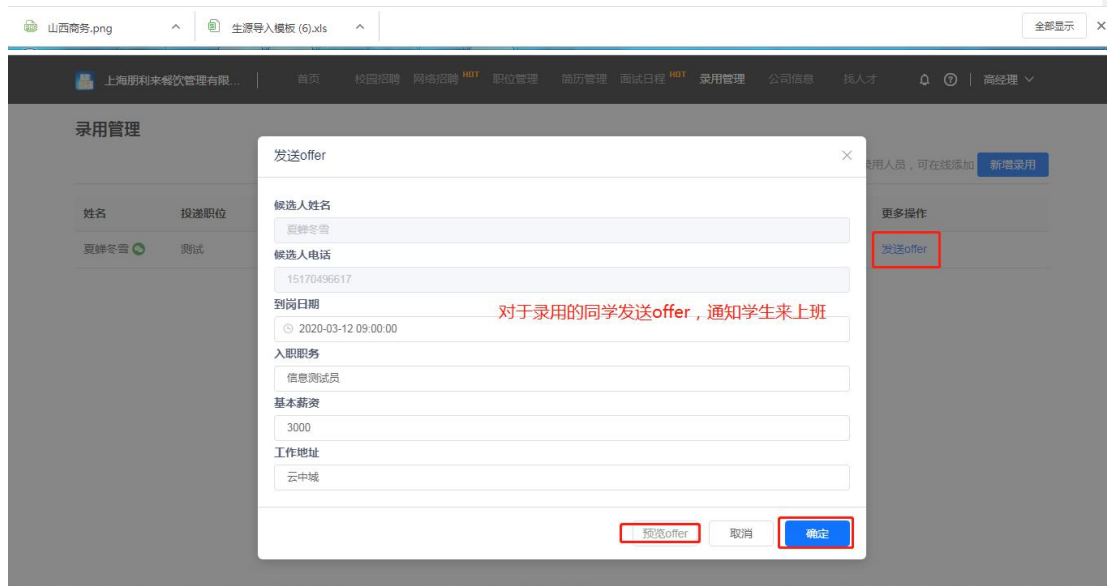 山西商务.png
生源导入模板 (6).xls
全部显示
上海朋利来餐饮管理有限...
首页 校园招聘 网络招聘 HOT 职位管理 简历管理 面试日程 HOT 录用管理 公司信息 找人才
高经理
录用管理
发送offer
录用人员，可在线添加 新增录用
姓名 投递职位 更多操作
夏蝉冬雪 测试 发送offer
候选人姓名
夏蝉冬雪
候选人电话
15170496617
到岗日期
对于录用的同学发送offer，通知学生来上班
2020-03-12 09:00:00
入职职务
信息测试员
基本薪资
3000
工作地址
云中城
预览offer 取消 确定